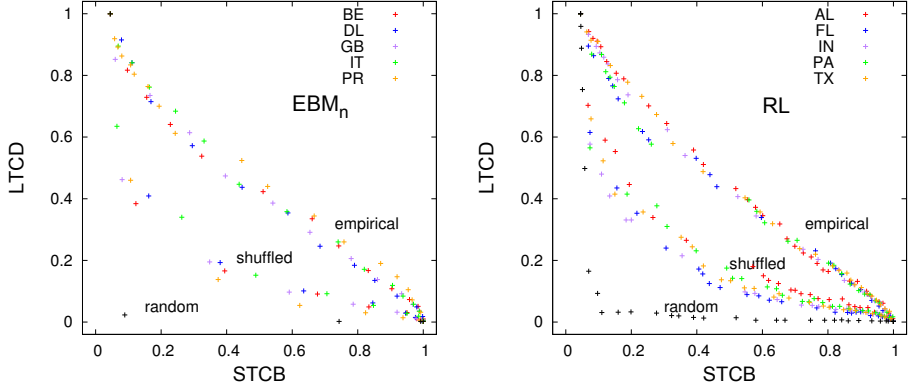 BE
DL
GB
IT
PR
EBM_n
LTCD
1
0.8
0.6
0.4
0.2
0
empirical
shuffled
random
0 0.2 0.4 0.6 0.8 1
STCB
AL
FL
IN
PA
TX
RL
LTCD
1
0.8
0.6
0.4
0.2
0
empirical
shuffled
random
0 0.2 0.4 0.6 0.8 1
STCB